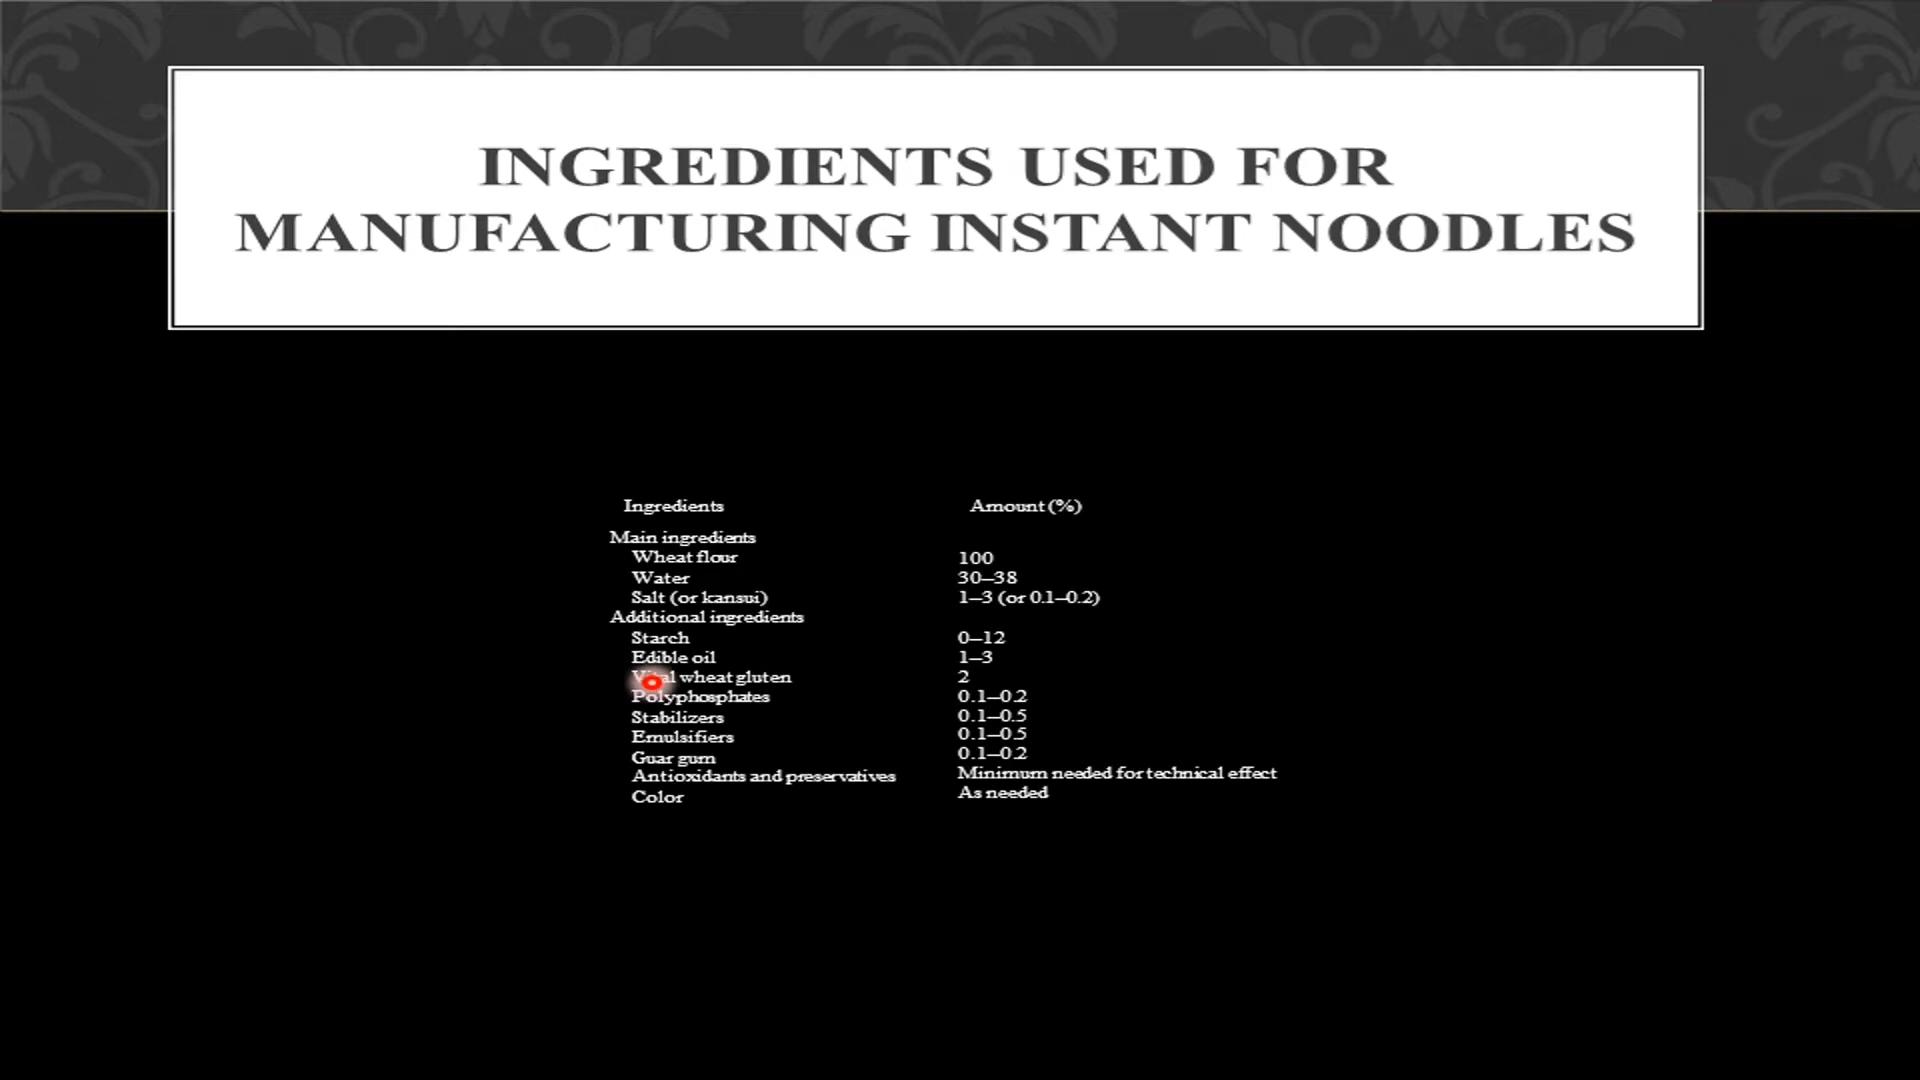 INGREDIENTS USED FOR
MANUFACTURING INSTANT NOODLES
Ingredients Amount (%)
Main ingredients
Wheat flour 100
Water 30–38
Salt (or kansui) 1–3 (or 0.1–0.2)
Additional ingredients
Starch 0–12
Edible oil 1–3
Vital wheat gluten 2
Polyphosphates 0.1–0.2
Stabilizers 0.1–0.5
Emulsifiers 0.1–0.5
Guar gum 0.1–0.2
Antioxidants and preservatives Minimum needed for technical effect
Color As needed